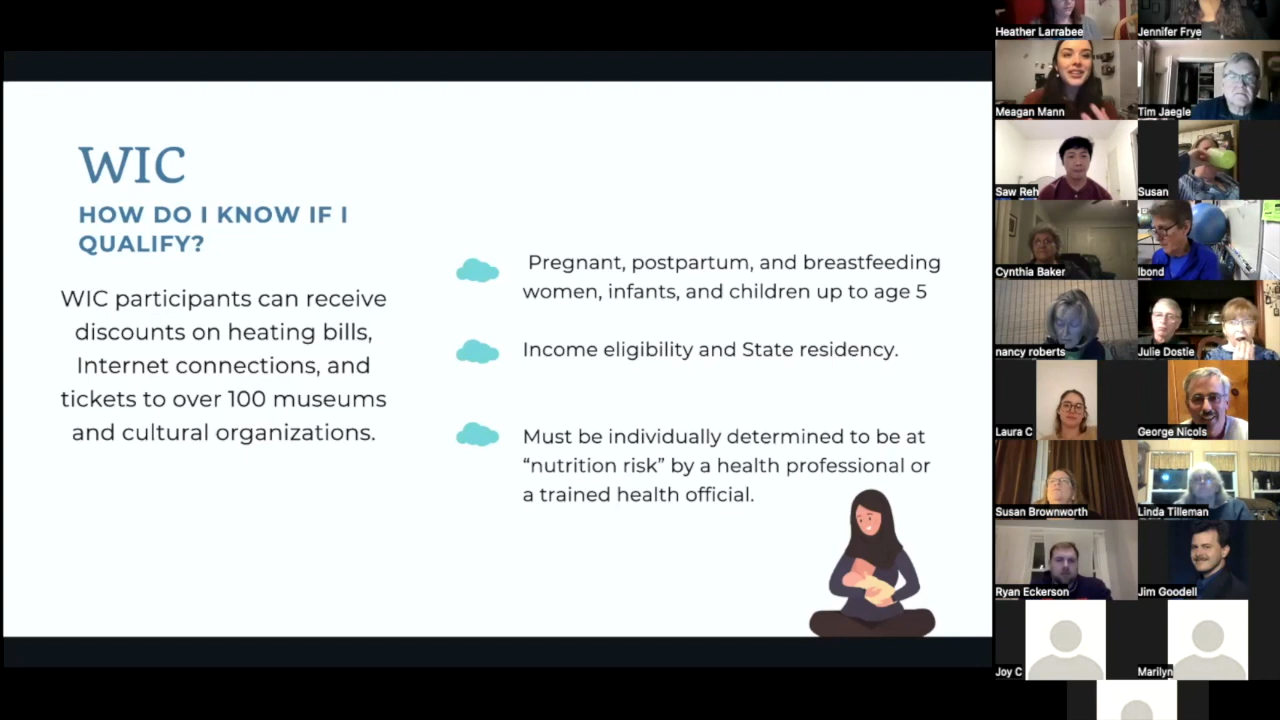 WIC
HOW DO I KNOW IF I
QUALIFY?
WIC participants can receive
discounts on heating bills,
Internet connections, and
tickets to over 100 museums
and cultural organizations.
Pregnant, postpartum, and breastfeeding
women, infants, and children up to age 5
Income eligibility and State residency.
Must be individually determined to be at
“nutrition risk” by a health professional or
a trained health official.
Heather Larrabee
Jennifer Frye
Meagan Mann
Tim Jaegle
Saw Reh
Susan
Cynthia Baker
lbond
nancy roberts
Julie Dostie
Laura C
George Nicols
Susan Brownworth
Linda Tilleman
Ryan Eckerson
Jim Goodell
Joy C
Marilyn